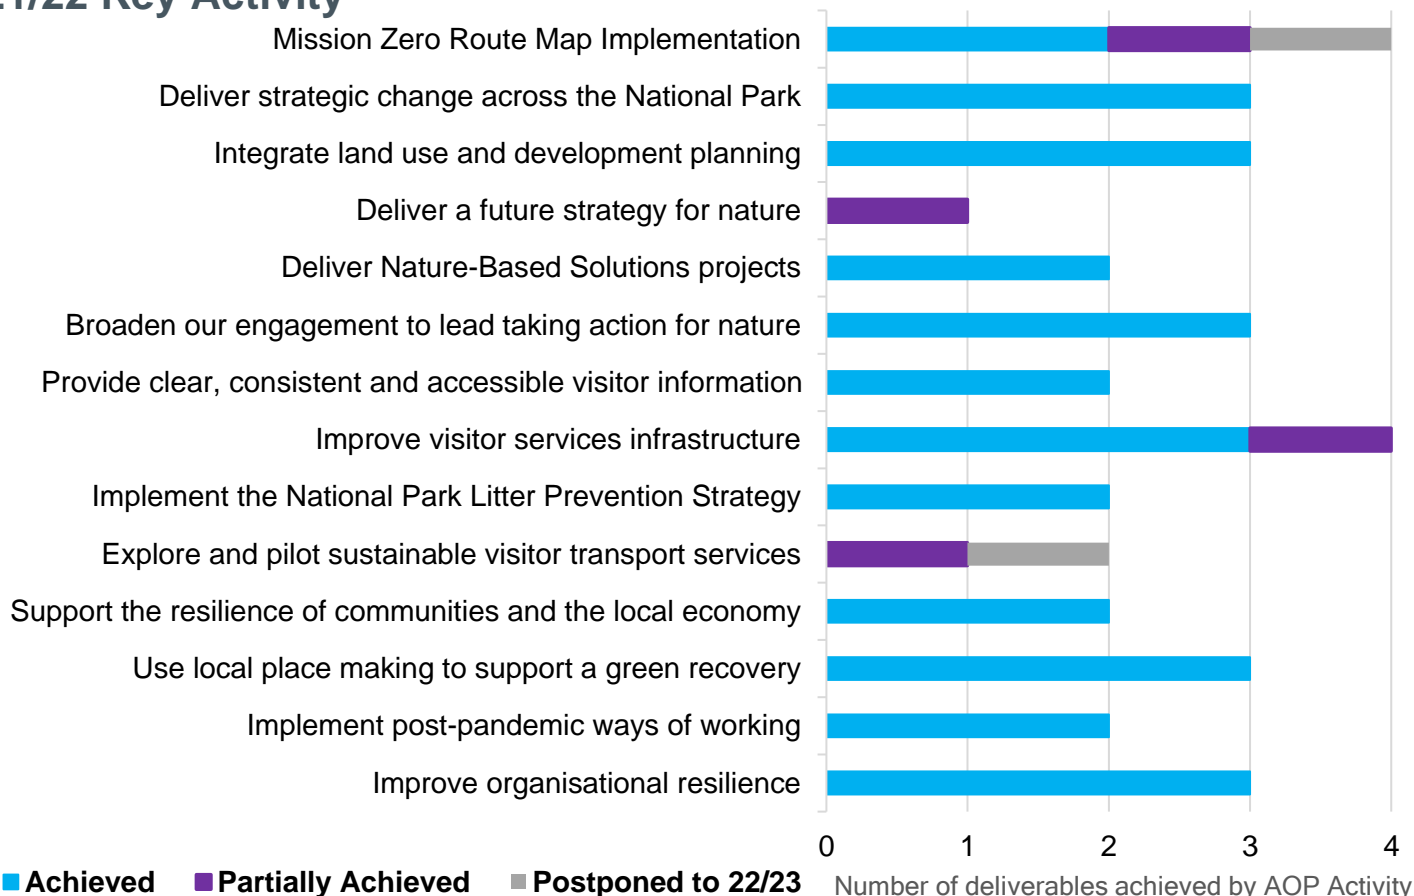 Key Activity
Mission Zero Route Map Implementation
Deliver strategic change across the National Park
Integrate land use and development planning
Deliver a future strategy for nature
Deliver Nature-Based Solutions projects
Broaden our engagement to lead taking action for nature
Provide clear, consistent and accessible visitor information
Improve visitor services infrastructure
Implement the National Park Litter Prevention Strategy
Explore and pilot sustainable visitor transport services
Support the resilience of communities and the local economy
Use local place making to support a green recovery
Implement post-pandemic ways of working
Improve organisational resilience
0 1 2 3 4
Achieved Partially Achieved Postponed to 22/23
Number of deliverables achieved by AOP Activity